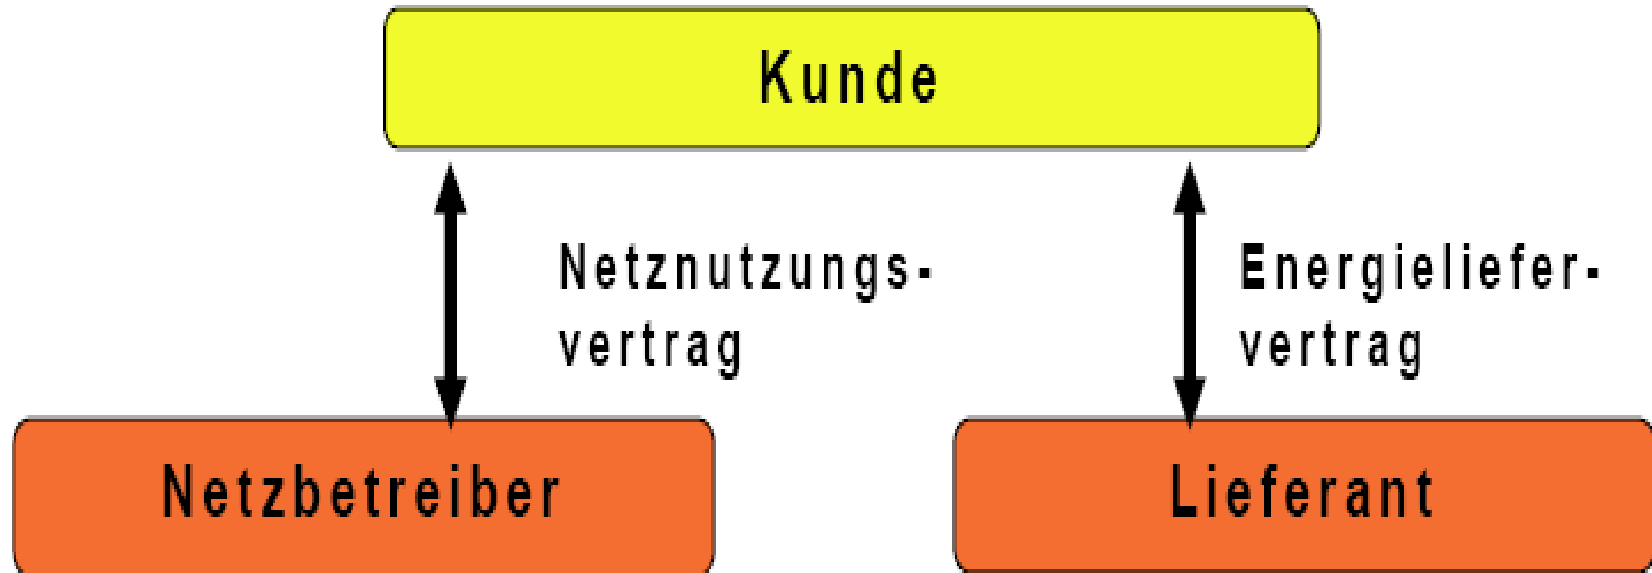 Kunde
Netznutzungs-
vertrag
Energieliefer-
vertrag
Netzbetreiber
Lieferant